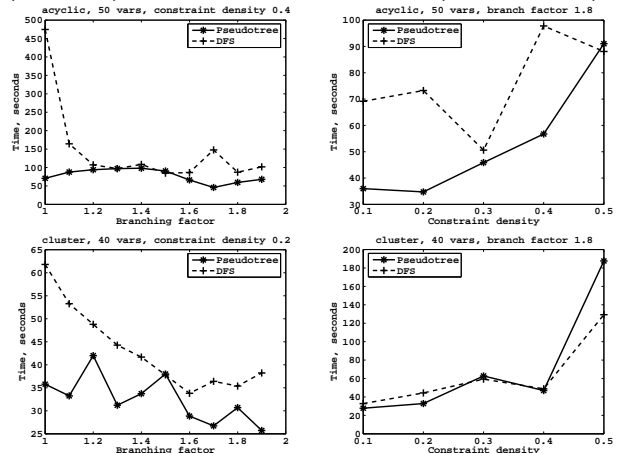 acyclic, 50 vars, constraint density 0.4
500
450
400
350
300
250
200
150
100
50
0
Time, seconds
Pseudotree
DFS
1 1.2 1.4 1.6 1.8 2
Branching factor
acyclic, 50 vars, branch factor 1.8
100
90
80
70
60
50
40
30
Time, seconds
Pseudotree
DFS
0.1 0.2 0.3 0.4 0.5
Constraint density
cluster, 40 vars, constraint density 0.2
65
60
55
50
45
40
35
30
25
Time, seconds
Pseudotree
DFS
1 1.2 1.4 1.6 1.8 2
Branching factor
cluster, 40 vars, branch factor 1.8
200
180
160
140
120
100
80
60
40
20
0
Time, seconds
Pseudotree
DFS
0.1 0.2 0.3 0.4 0.5
Constraint density